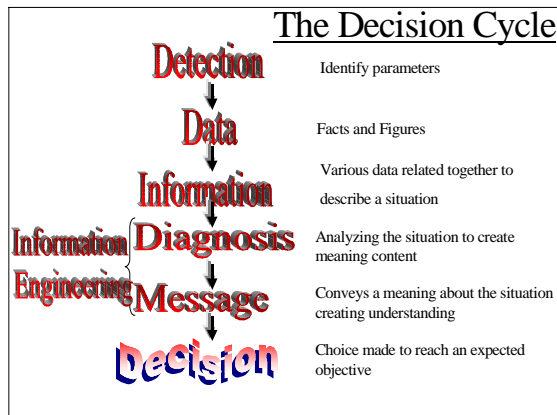 The Decision Cycle
Detection
Identify parameters
Data
Facts and Figures
Information
Various data related together to
describe a situation
Information
Engineering
Diagnosis
Analyzing the situation to create
meaning content
Message
Conveys a meaning about the situation
creating understanding
Decision
Choice made to reach an expected
objective